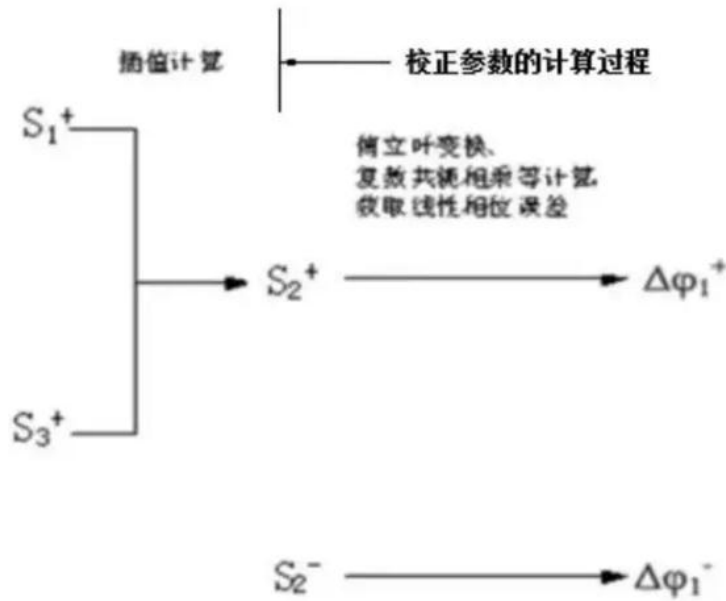 插值计算
校正参数的计算过程
S₁⁺
傅立叶变换、
复数共轭相乘等计算
获取线性相位误差
S₂⁺
Δφ₁⁺
S₃⁺
S₂⁻
Δφ₁⁻